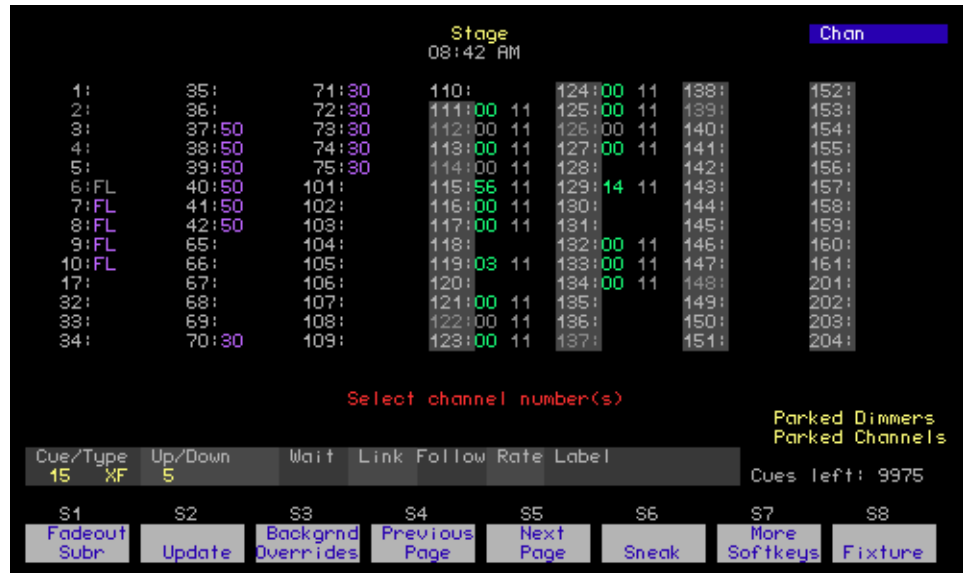 Stage Chan
08:42 AM
1: 35: 71:30 110: 124:00 11 138: 152:
2: 36: 72:30 111:00 11 125:00 11 139: 153:
3: 37:50 73:30 112:00 11 126:00 11 140: 154:
4: 38:50 74:30 113:00 11 127:00 11 141: 155:
5: 39:50 75:30 114:00 11 128: 142: 156:
6:FL 40:50 101: 115:56 11 129:14 11 143: 157:
7:FL 41:50 102: 116:00 11 130: 144: 158:
8:FL 42:50 103: 117:00 11 131: 145: 159:
9:FL 65: 104: 118: 132:00 11 146: 160:
10:FL 66: 105: 119:03 11 133:00 11 147: 161:
17: 67: 106: 120: 134:00 11 148: 201:
32: 68: 107: 121:00 11 135: 149: 202:
33: 69: 108: 122:00 11 136: 150: 203:
34: 70:30 109: 123:00 11 137: 151: 204:
Select channel number(s)
Parked Dimmers
Parked Channels
Cue/Type Up/Down Wait Link Follow Rate Label
15 XF 5 Cues left: 9975
S1 S2 S3 S4 S5 S6 S7 S8
Fadeout Backgrnd Previous Next More
Subr Update Overrides Page Page Sneak Softkeys Fixture